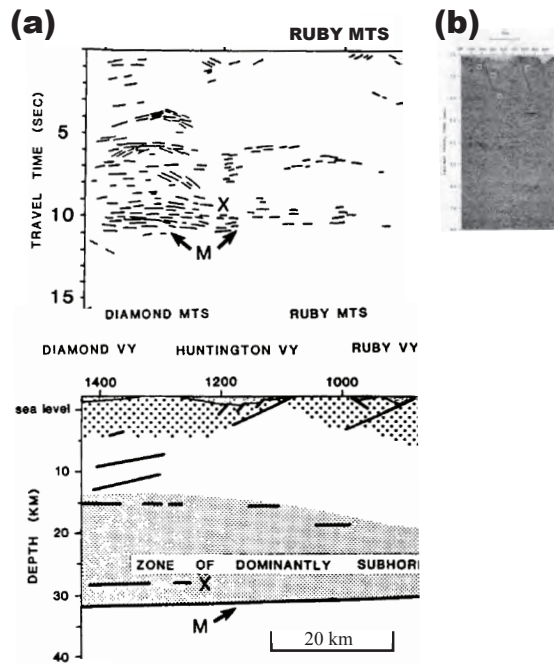 (a)
(b)
RUBY MTS
TRAVEL TIME (SEC)
5
10
15
X
M
DIAMOND MTS
RUBY MTS
DIAMOND VY
HUNTINGTON VY
RUBY VY
1400
1200
1000
sea level
DEPTH (KM)
10
20
30
40
ZONE OF DOMINANTLY SUBHOR
X
M
20 km